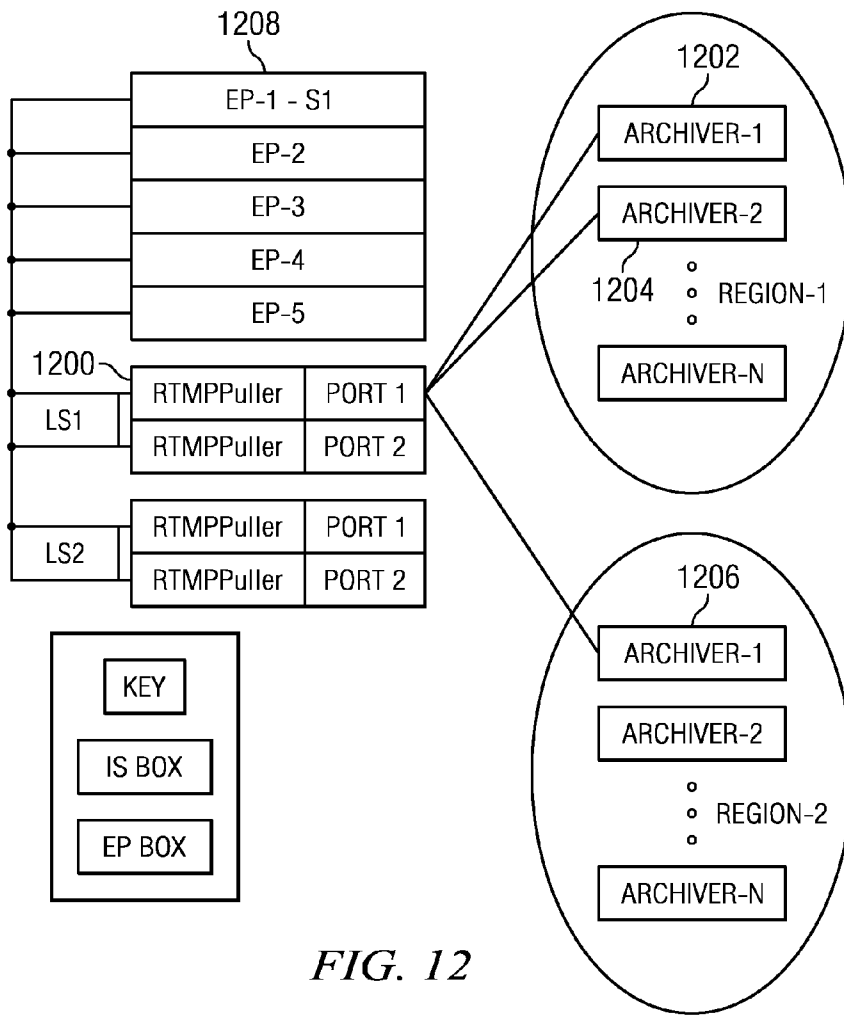 1208
EP-1 - S1
EP-2
EP-3
EP-4
EP-5
1200
LS1
RTMPPuller PORT 1
RTMPPuller PORT 2
LS2
RTMPPuller PORT 1
RTMPPuller PORT 2
KEY
IS BOX
EP BOX
1202
ARCHIVER-1
ARCHIVER-2
1204
REGION-1
ARCHIVER-N
1206
ARCHIVER-1
ARCHIVER-2
REGION-2
ARCHIVER-N
FIG. 12